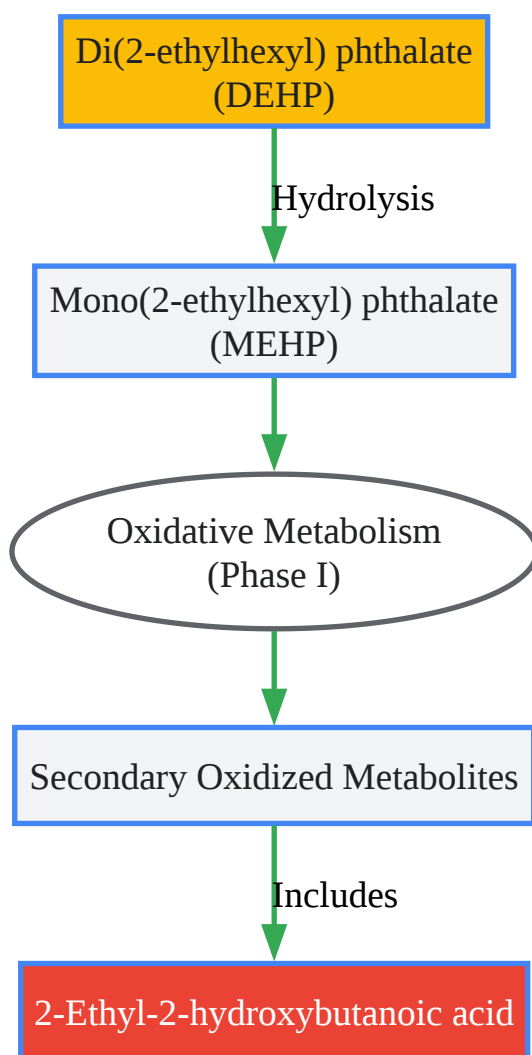 Di(2-ethylhexyl) phthalate
(DEHP)
Hydrolysis
Mono(2-ethylhexyl) phthalate
(MEHP)
Oxidative Metabolism
(Phase I)
Secondary Oxidized Metabolites
Includes
2-Ethyl-2-hydroxybutanoic acid